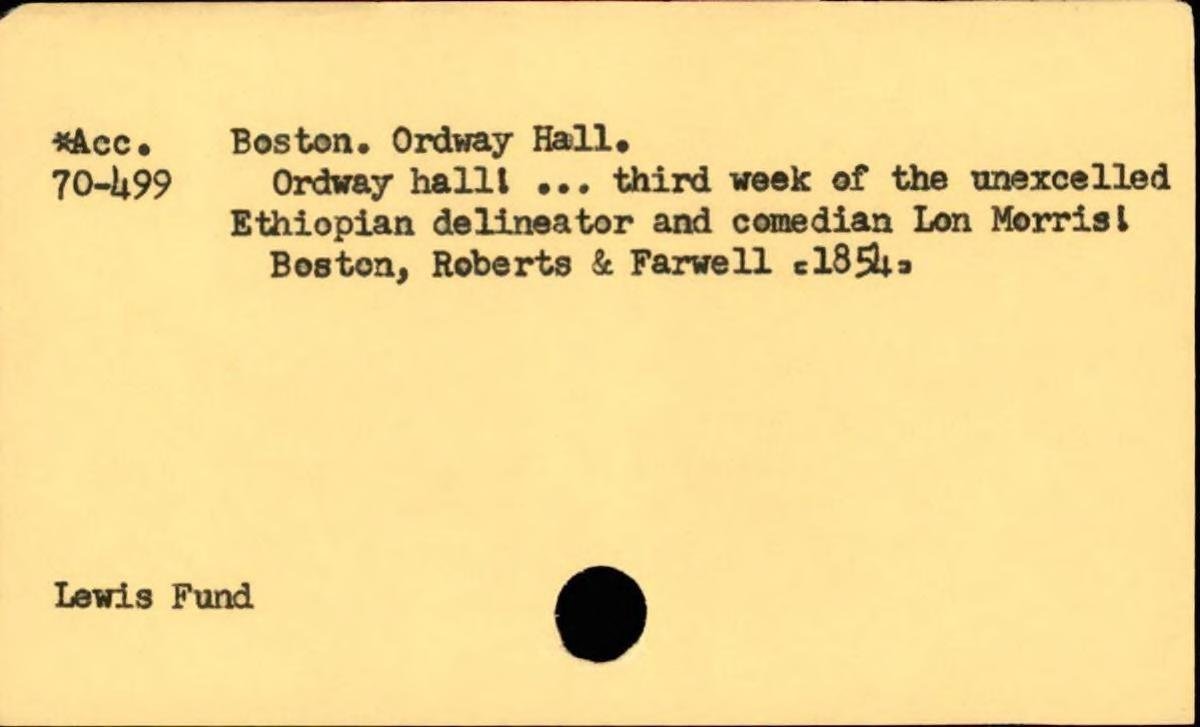 *Acc. Boston. Ordway Hall.
70-499 Ordway hall! ... third week of the unexcelled
Ethiopian delineator and comedian Lon Morris!
Boston, Roberts & Farwell [1854]
Lewis Fund